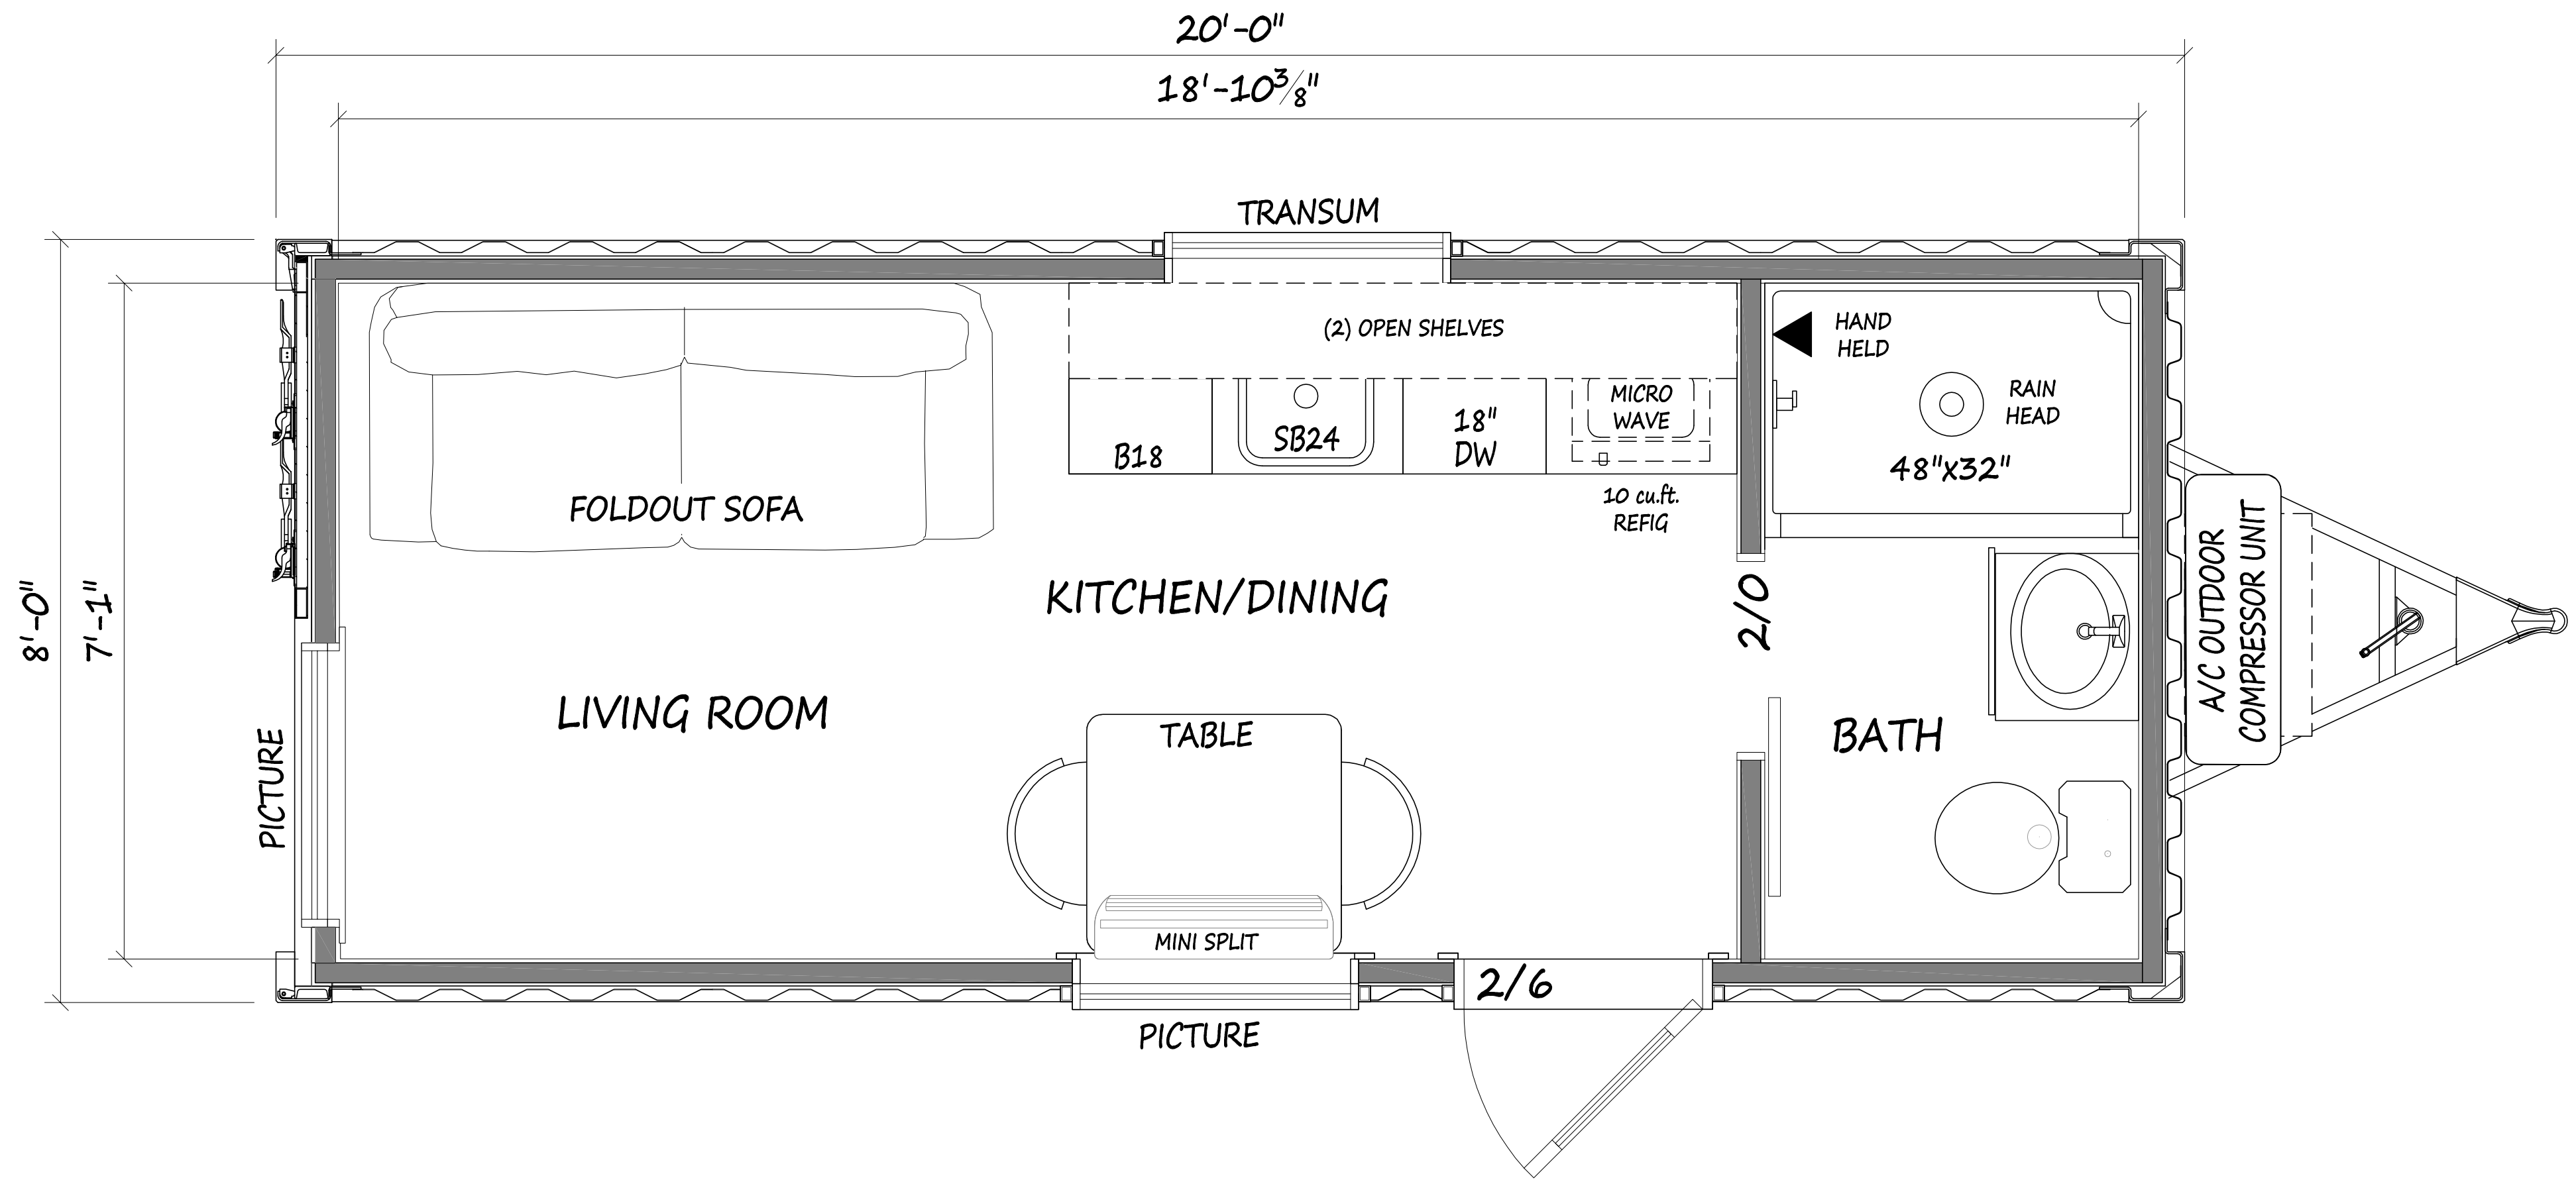 20'-0"
18'-10 3/8"
TRANSUM
(2) OPEN SHELVES
HAND
HELD
RAIN
HEAD
48"x32"
MICRO
WAVE
18"
DW
SB24
B18
10 cu.ft.
REFIG
FOLDOUT SOFA
KITCHEN/DINING
2/0
8'-0"
7'-1"
A/C OUTDOOR
COMPRESSOR UNIT
LIVING ROOM
TABLE
BATH
PICTURE
MINI SPLIT
2/6
PICTURE